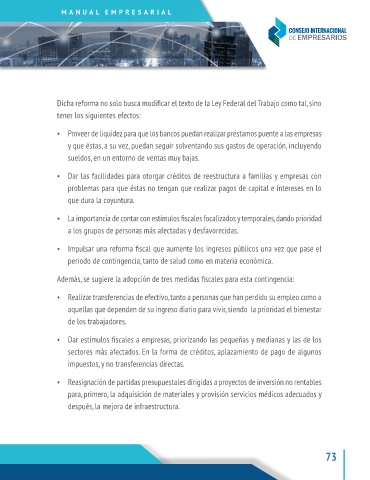 MANUAL EMPRESARIAL
CONSEJO INTERNACIONAL
DE EMPRESARIOS
Dicha reforma no solo busca modificar el texto de la Ley Federal del Trabajo como tal, sino
tener los siguientes efectos:
• Proveer de liquidez para que los bancos puedan realizar préstamos puente a las empresas
y que éstas, a su vez, puedan seguir solventando sus gastos de operación, incluyendo
sueldos, en un entorno de ventas muy bajas.
• Dar las facilidades para otorgar créditos de reestructura a familias y empresas con
problemas para que éstas no tengan que realizar pagos de capital e intereses en lo
que dura la coyuntura.
• La importancia de contar con estímulos fiscales focalizados y temporales, dando prioridad
a los grupos de personas más afectadas y desfavorecidas.
• Impulsar una reforma fiscal que aumente los ingresos públicos una vez que pase el
periodo de contingencia, tanto de salud como en materia económica.
Además, se sugiere la adopción de tres medidas fiscales para esta contingencia:
• Realizar transferencias de efectivo, tanto a personas que han perdido su empleo como a
aquellas que dependen de su ingreso diario para vivir, siendo la prioridad el bienestar
de los trabajadores.
• Dar estímulos fiscales a empresas, priorizando las pequeñas y medianas y las de los
sectores más afectados. En la forma de créditos, aplazamiento de pago de algunos
impuestos, y no transferencias directas.
• Reasignación de partidas presupuestales dirigidas a proyectos de inversión no rentables
para, primero, la adquisición de materiales y provisión servicios médicos adecuados y
después, la mejora de infraestructura.
73